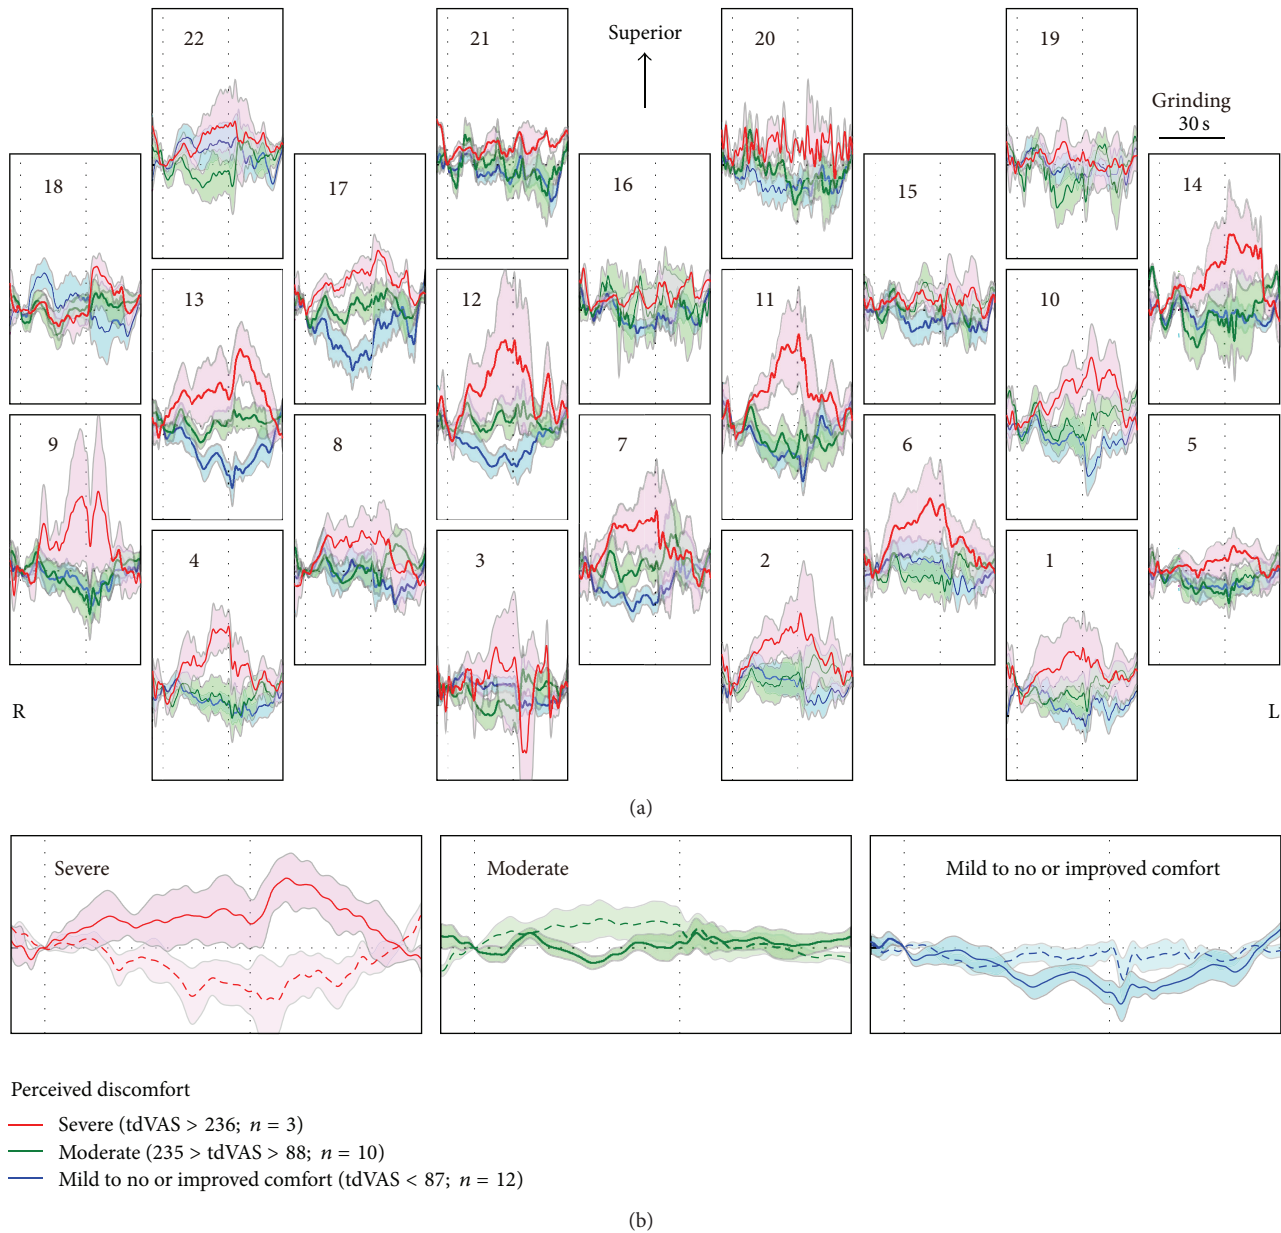 22
21
Superior
20
19
Grinding
30 s
18
17
16
15
14
13
12
11
10
9
8
7
6
5
4
3
2
1
R
L
(a)
Severe
Moderate
Mild to no or improved comfort
Perceived discomfort
Severe (tdVAS > 236; n = 3)
Moderate (235 > tdVAS > 88; n = 10)
Mild to no or improved comfort (tdVAS < 87; n = 12)
(b)